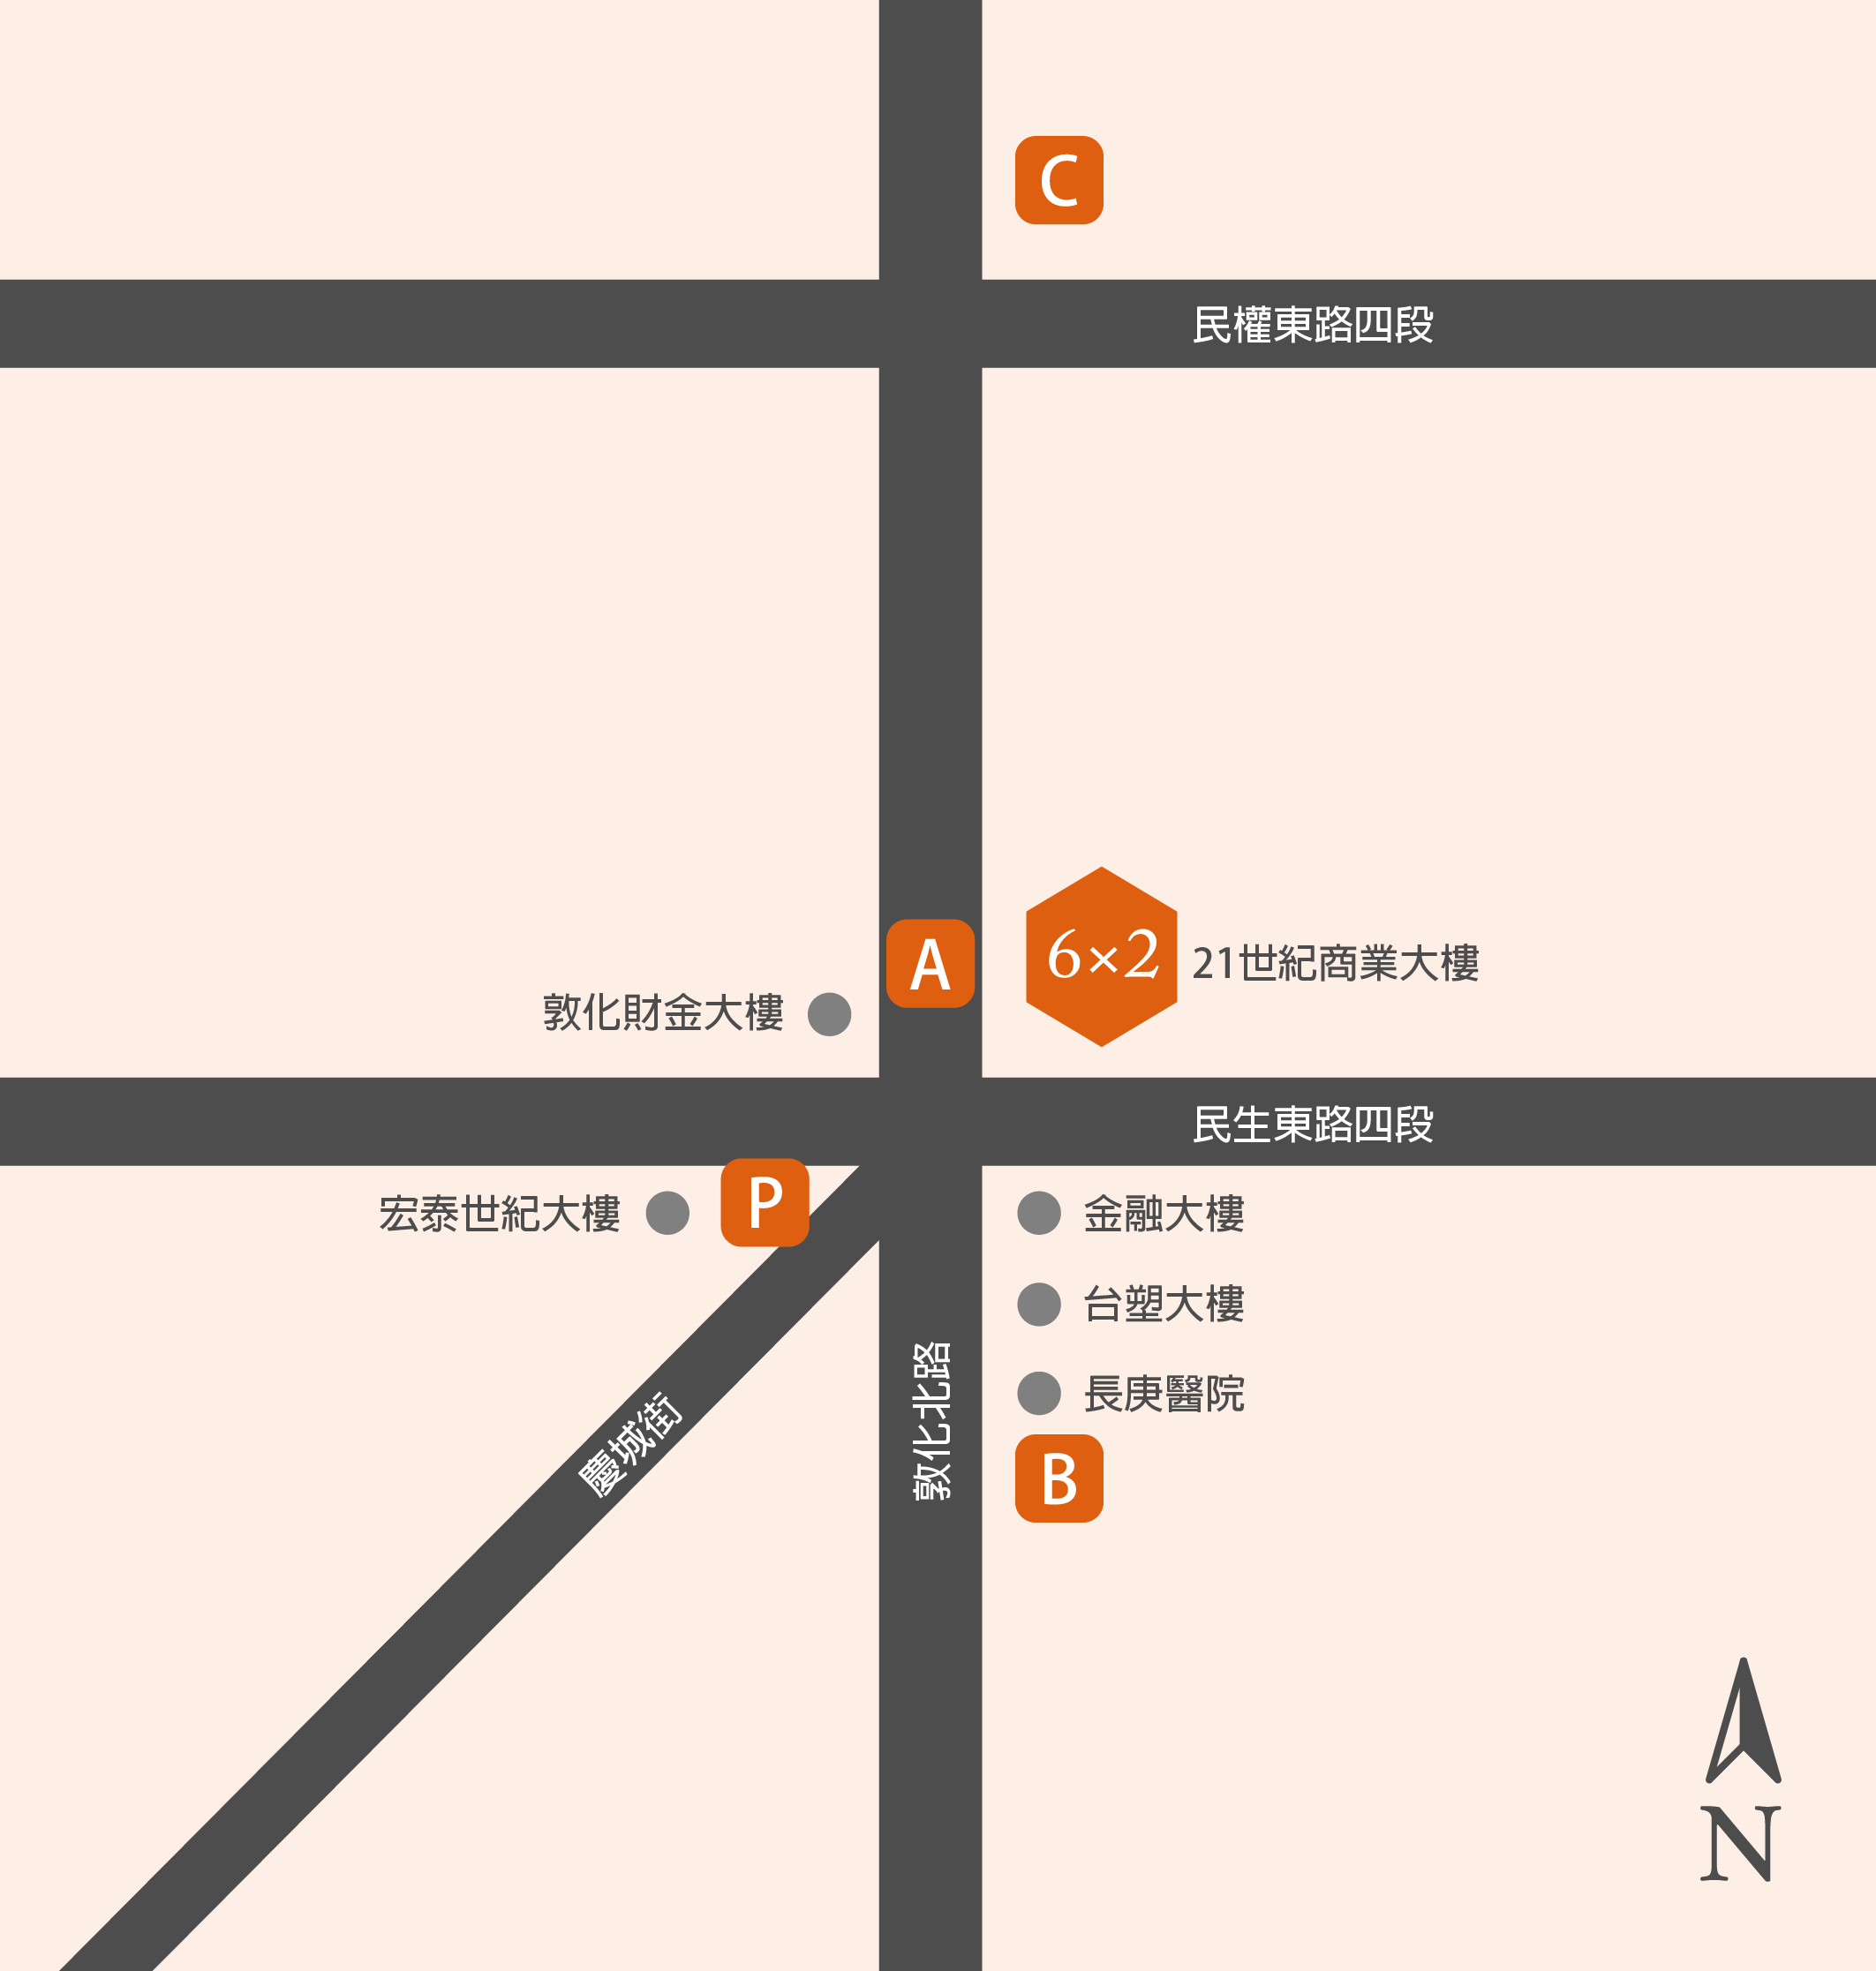 C
民權東路四段
6×2
A
21世紀商業大樓
敦化財金大樓
民生東路四段
P
宏泰世紀大樓
金融大樓
台塑大樓
敦化北路
長庚醫院
慶城街
B
N